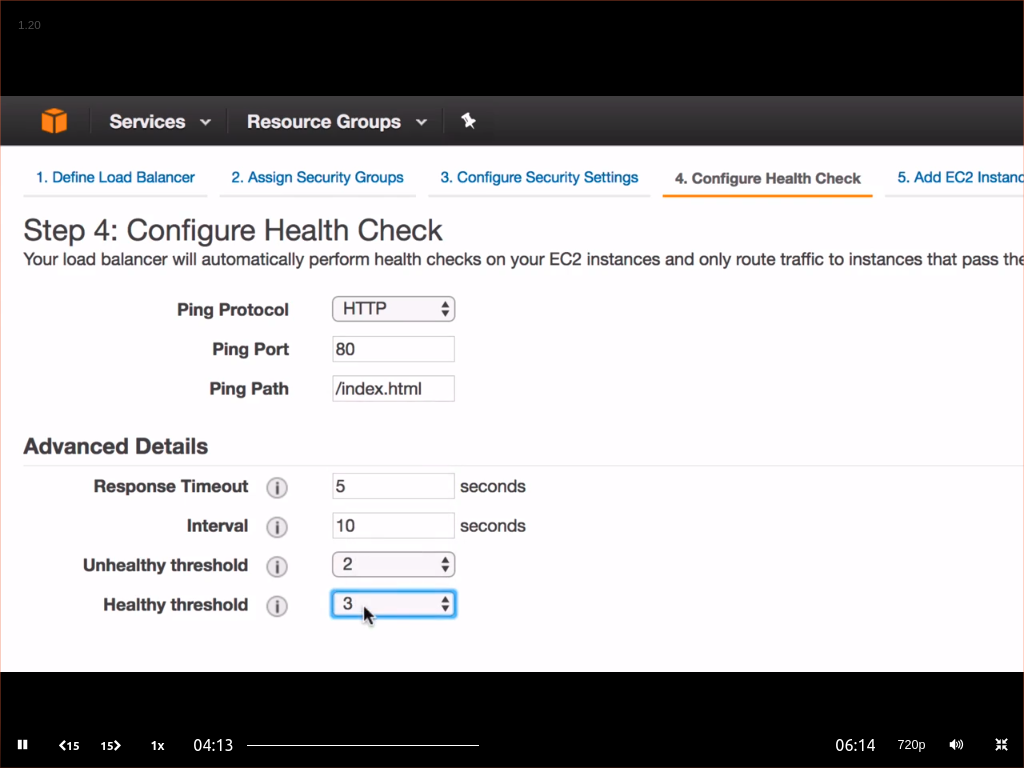 1.20
Services
Resource Groups
1. Define Load Balancer
2. Assign Security Groups
3. Configure Security Settings
4. Configure Health Check
5. Add EC2 Instanc
Step 4: Configure Health Check
Your load balancer will automatically perform health checks on your EC2 instances and only route traffic to instances that pass the
Ping Protocol HTTP
Ping Port 80
Ping Path /index.html
Advanced Details
Response Timeout i 5 seconds
Interval i 10 seconds
Unhealthy threshold i 2
Healthy threshold i 3
15 15 1x 04:13 06:14 720p